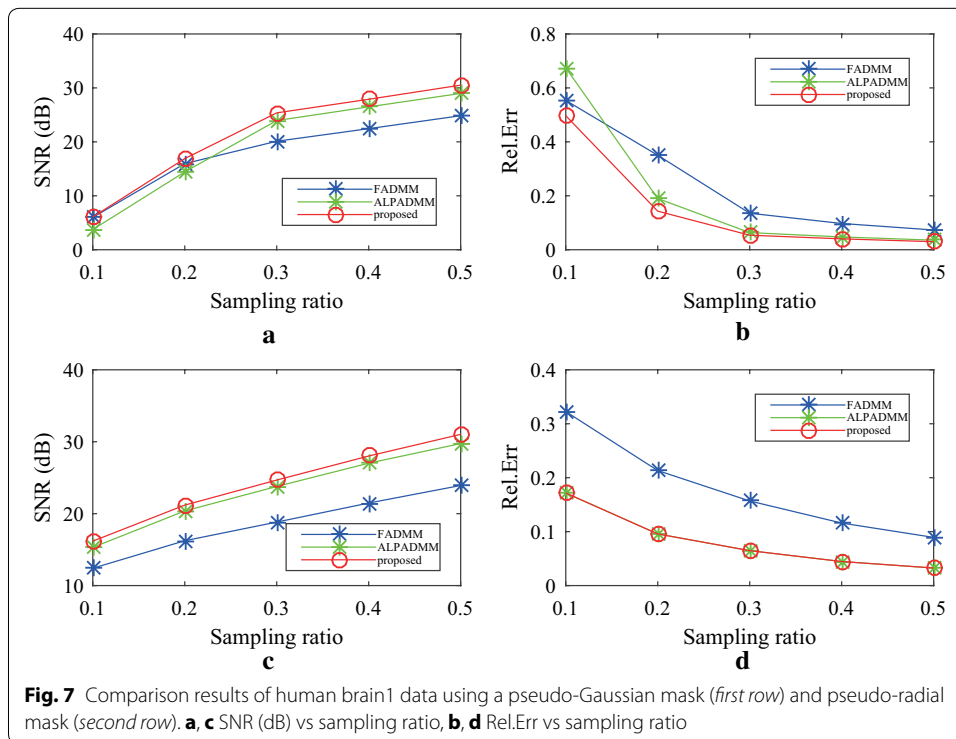 40
30
20
10
0
0.1 0.2 0.3 0.4 0.5
SNR (dB)
Sampling ratio
FADMM
ALPADMM
proposed
a
0.8
0.6
0.4
0.2
0
0.1 0.2 0.3 0.4 0.5
Rel.Err
Sampling ratio
FADMM
ALPADMM
proposed
b
40
30
20
10
0.1 0.2 0.3 0.4 0.5
SNR (dB)
Sampling ratio
FADMM
ALPADMM
proposed
c
0.4
0.3
0.2
0.1
0
0.1 0.2 0.3 0.4 0.5
Rel.Err
Sampling ratio
FADMM
ALPADMM
proposed
d
Fig. 7 Comparison results of human brain1 data using a pseudo-Gaussian mask (first row) and pseudo-radial
mask (second row). a, c SNR (dB) vs sampling ratio, b, d Rel.Err vs sampling ratio